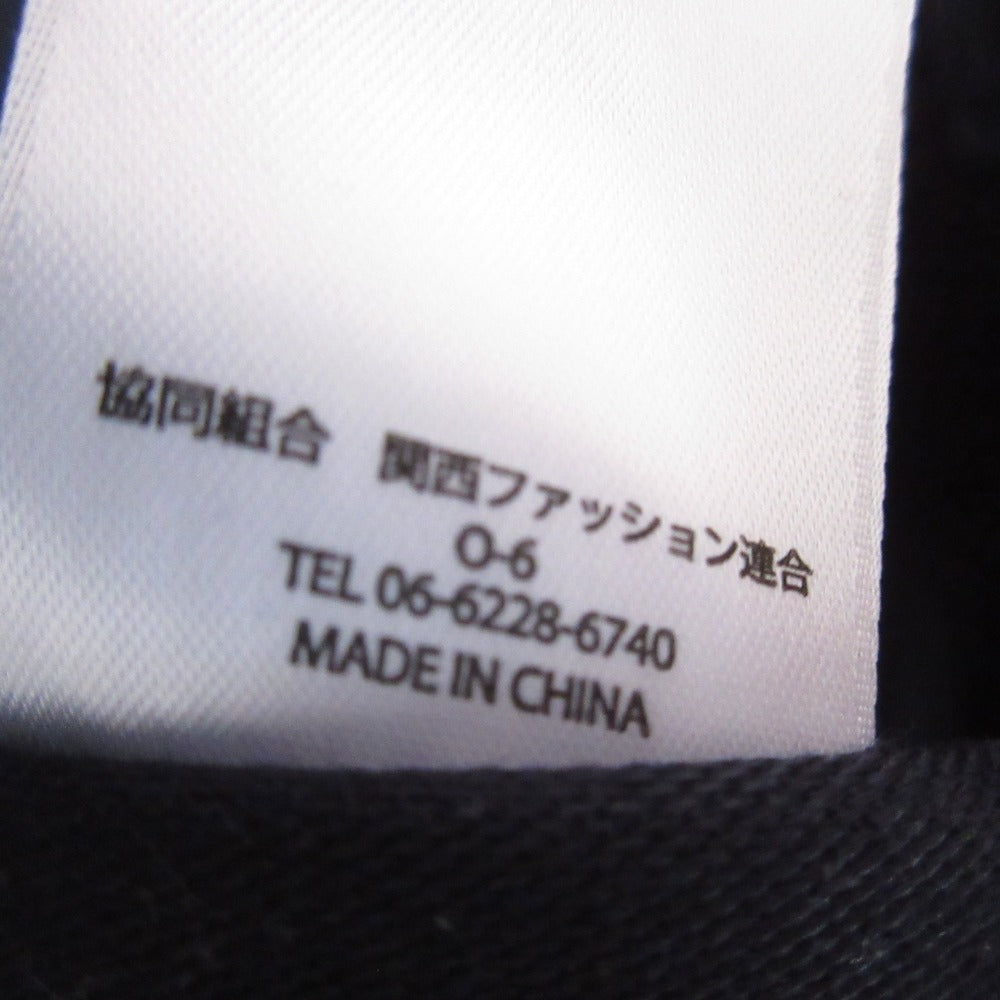 協同組合　関西ファッション連合
O-6
TEL 06-6228-6740
MADE IN CHINA